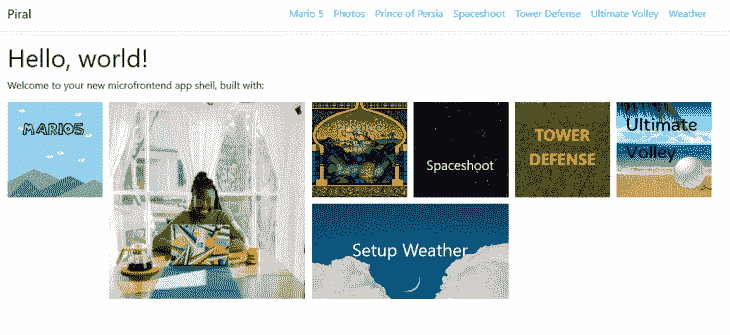 Piral
Mario 5 Photos Prince of Persia Spaceshoot Tower Defense Ultimate Volley Weather
Hello, world!
Welcome to your new microfrontend app shell, built with:
MARIO5
Spaceshoot
TOWER
DEFENSE
Ultimate
Volley
Setup Weather